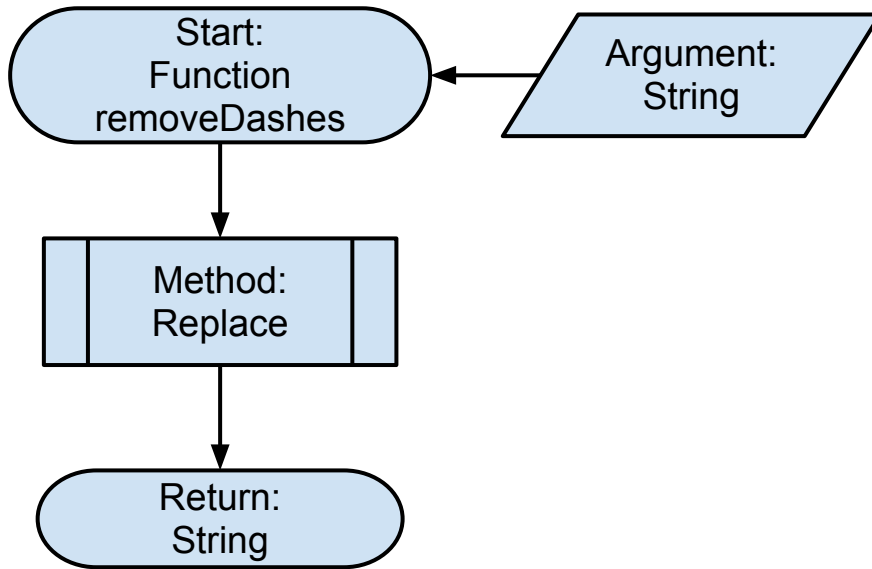 Start:
Function
removeDashes
Argument:
String
Method:
Replace
Return:
String